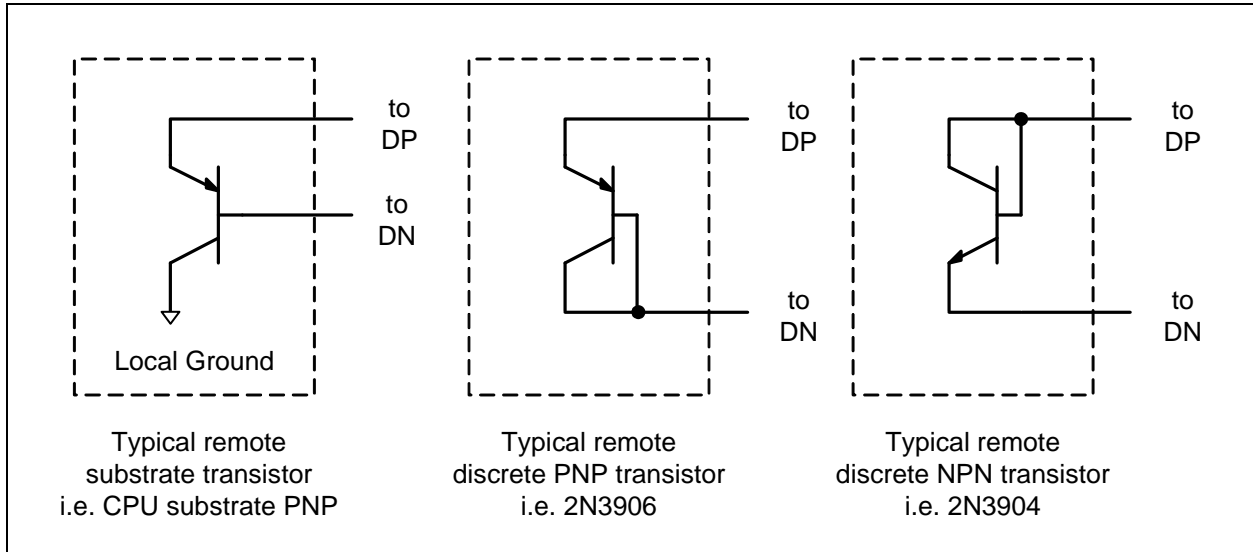 to
DP
to
DN
Local Ground
Typical remote
substrate transistor
i.e. CPU substrate PNP
to
DP
to
DN
Typical remote
discrete PNP transistor
i.e. 2N3906
to
DP
to
DN
Typical remote
discrete NPN transistor
i.e. 2N3904